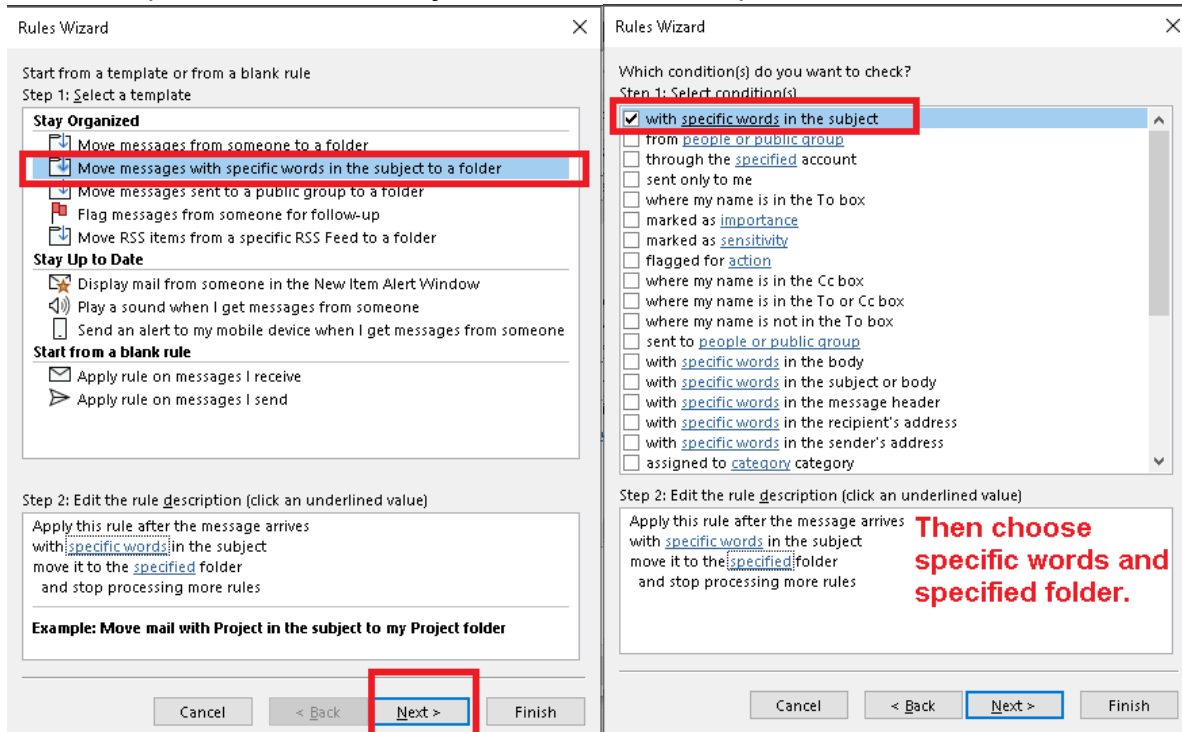 Rules Wizard
Start from a template or from a blank rule
Step 1: Select a template
Stay Organized
Move messages from someone to a folder
Move messages with specific words in the subject to a folder
Move messages sent to a public group to a folder
Flag messages from someone for follow-up
Move RSS items from a specific RSS Feed to a folder
Stay Up to Date
Display mail from someone in the New Item Alert Window
Play a sound when I get messages from someone
Send an alert to my mobile device when I get messages from someone
Start from a blank rule
Apply rule on messages I receive
Apply rule on messages I send
Step 2: Edit the rule description (click an underlined value)
Apply this rule after the message arrives
with specific words in the subject
move it to the specified folder
and stop processing more rules
Example: Move mail with Project in the subject to my Project folder
Cancel
< Back
Next >
Finish
Rules Wizard
Which condition(s) do you want to check?
Step 1: Select condition(s)
with specific words in the subject
from people or public group
through the specified account
sent only to me
where my name is in the To box
marked as importance
marked as sensitivity
flagged for action
where my name is in the Cc box
where my name is in the To or Cc box
where my name is not in the To box
sent to people or public group
with specific words in the body
with specific words in the subject or body
with specific words in the message header
with specific words in the recipient's address
with specific words in the sender's address
assigned to category category
Step 2: Edit the rule description (click an underlined value)
Apply this rule after the message arrives
with specific words in the subject
move it to the specified folder
and stop processing more rules
Then choose
specific words and
specified folder.
Cancel
< Back
Next >
Finish